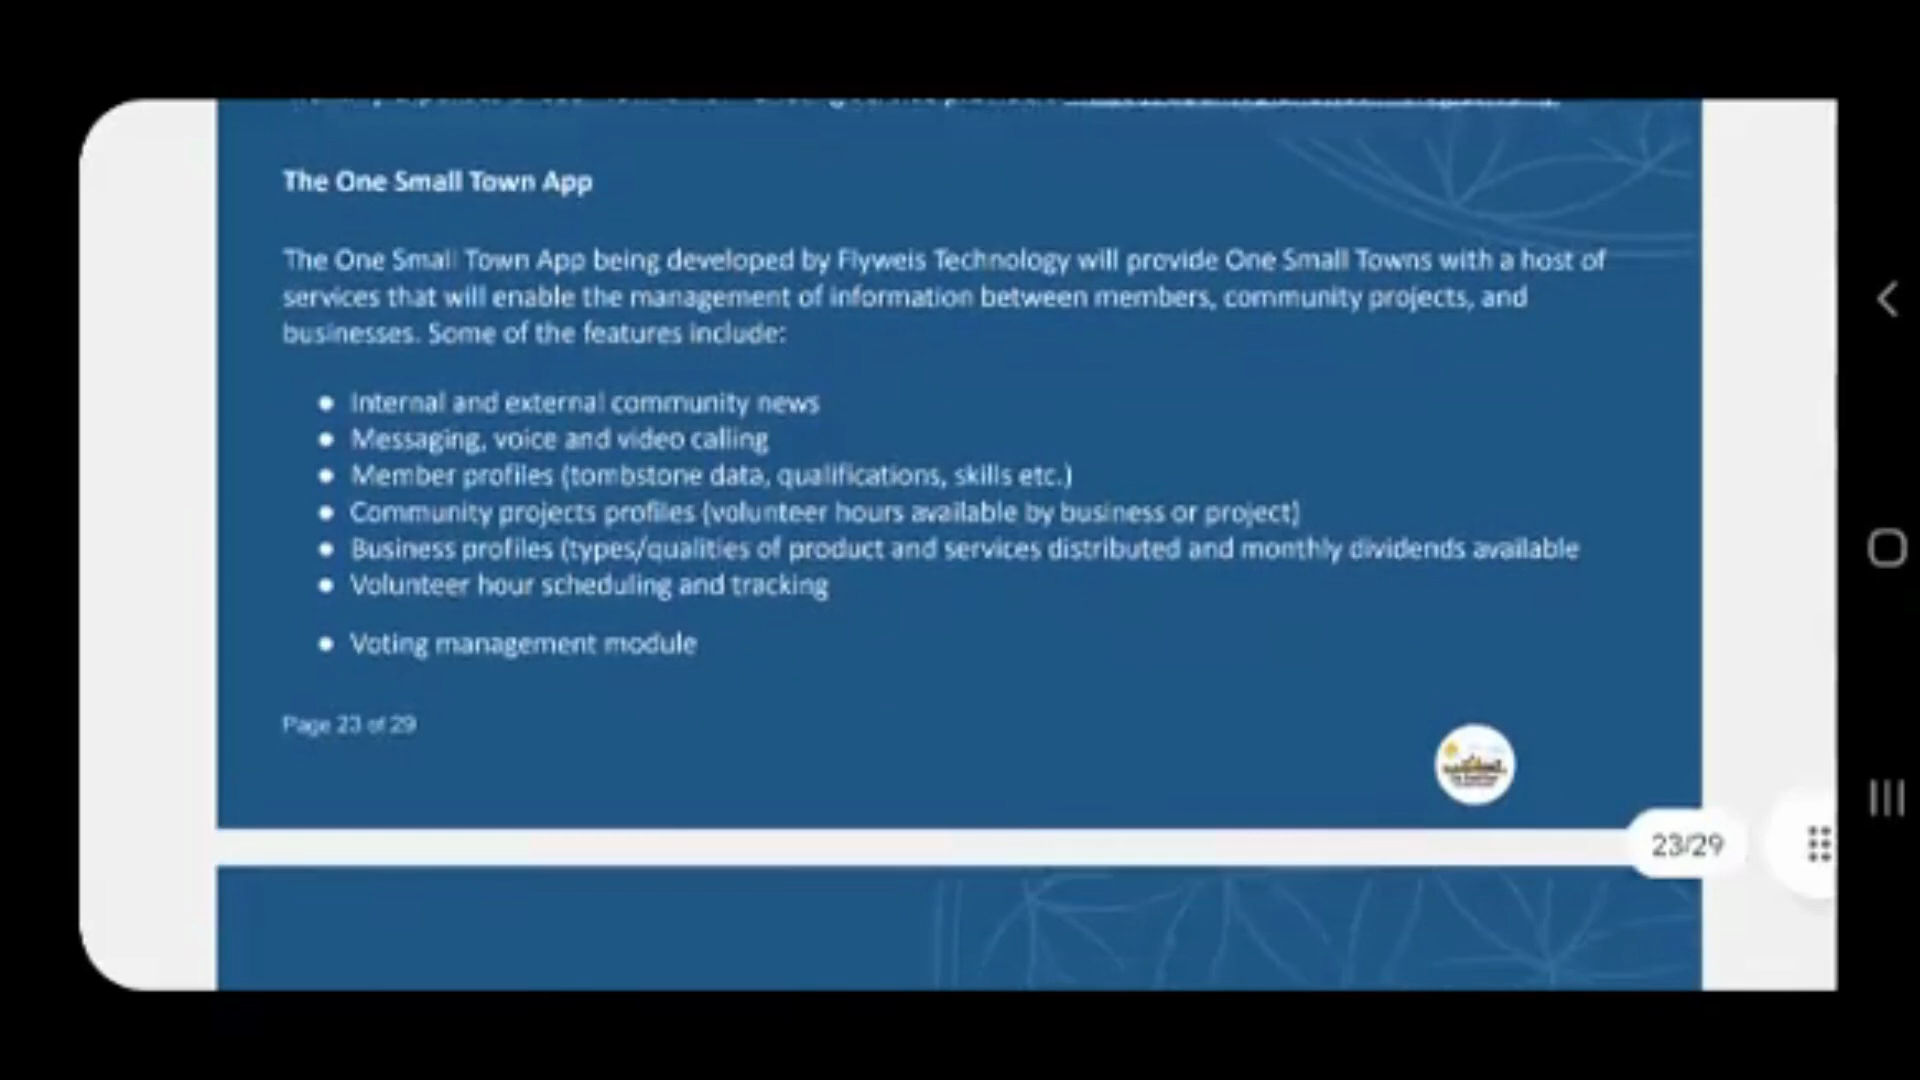 The One Small Town App
The One Small Town App being developed by Flyweis Technology will provide One Small Towns with a host of
services that will enable the management of information between members, community projects, and
businesses. Some of the features include:
● Internal and external community news
● Messaging, voice and video calling
● Member profiles (tombstone data, qualifications, skills etc.)
● Community projects profiles (volunteer hours available by business or project)
● Business profiles (types/qualities of product and services distributed and monthly dividends available
● Volunteer hour scheduling and tracking
● Voting management module
Page 23 of 29
23/29